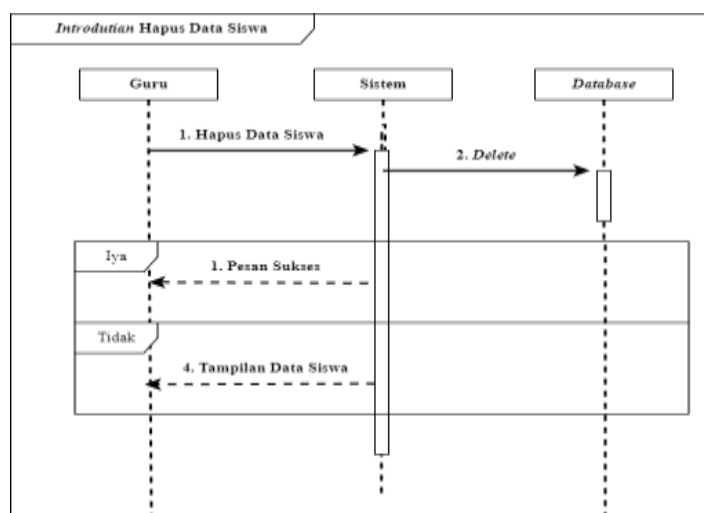 Introdutian Hapus Data Siswa
Guru
Sistem
Database
1. Hapus Data Siswa
2. Delete
Iya
1. Pesan Sukses
Tidak
4. Tampilan Data Siswa